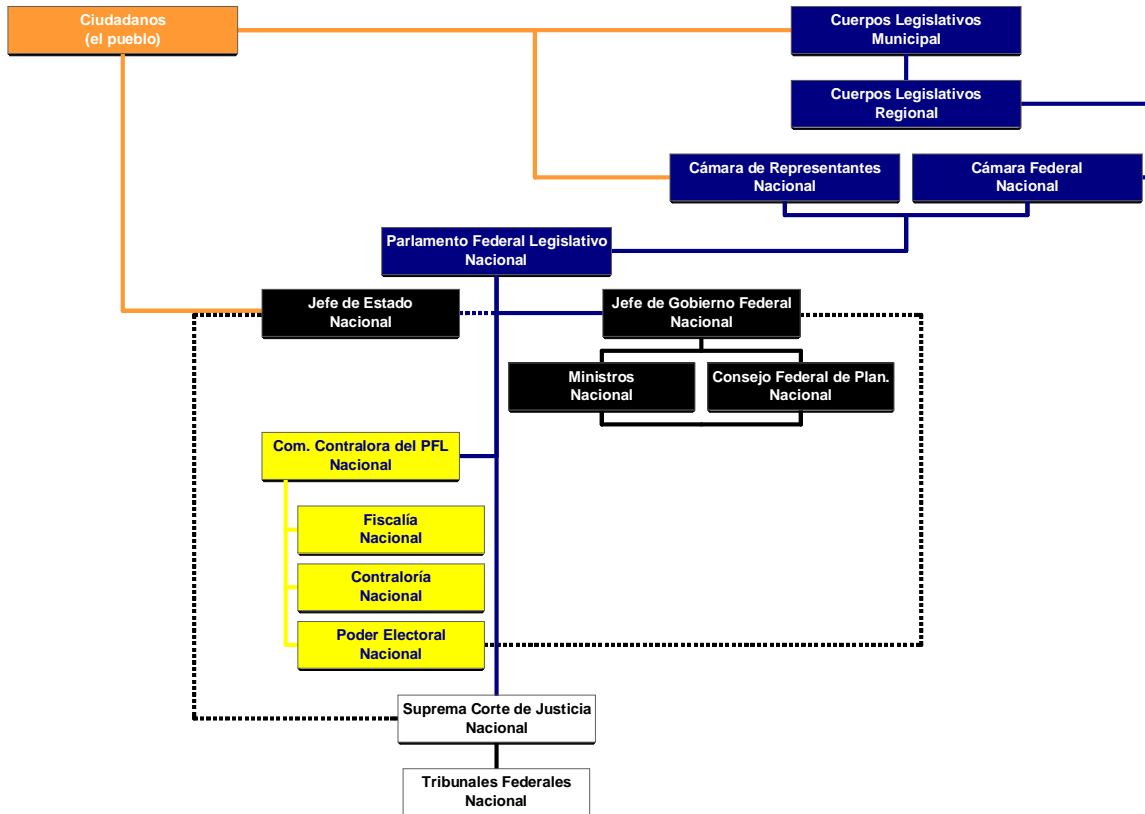 Ciudadanos
(el pueblo)
Cuerpos Legislativos
Municipal
Cuerpos Legislativos
Regional
Cámara de Representantes
Nacional
Cámara Federal
Nacional
Parlamento Federal Legislativo
Nacional
Jefe de Estado
Nacional
Jefe de Gobierno Federal
Nacional
Ministros
Nacional
Consejo Federal de Plan.
Nacional
Com. Contralora del PFL
Nacional
Fiscalía
Nacional
Contraloría
Nacional
Poder Electoral
Nacional
Suprema Corte de Justicia
Nacional
Tribunales Federales
Nacional